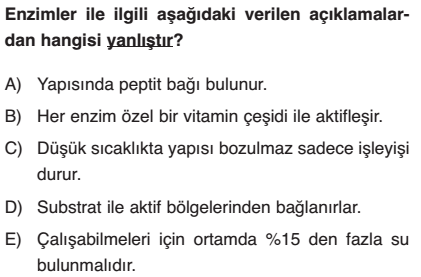 Enzimler ile ilgili aşağıdaki verilen açıklamalar-
dan hangisi yanlıştır?
A) Yapısında peptit bağı bulunur.
B) Her enzim özel bir vitamin çeşidi ile aktifleşir.
C) Düşük sıcaklıkta yapısı bozulmaz sadece işleyişi
durur.
D) Substrat ile aktif bölgelerinden bağlanırlar.
E) Çalışabilmeleri için ortamda %15 den fazla su
bulunmalıdır.